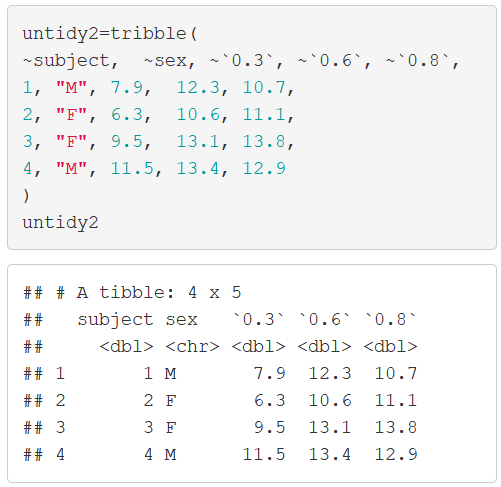 untidy2=tribble(
~subject,  ~sex, ~`0.3`, ~`0.6`, ~`0.8`,
1, "M", 7.9,  12.3, 10.7,
2, "F", 6.3,  10.6, 11.1,
3, "F", 9.5,  13.1, 13.8,
4, "M", 11.5, 13.4, 12.9
)
untidy2
## # A tibble: 4 x 5
##   subject sex   `0.3` `0.6` `0.8`
##     <dbl> <chr> <dbl> <dbl> <dbl>
## 1       1 M       7.9  12.3  10.7
## 2       2 F       6.3  10.6  11.1
## 3       3 F       9.5  13.1  13.8
## 4       4 M      11.5  13.4  12.9